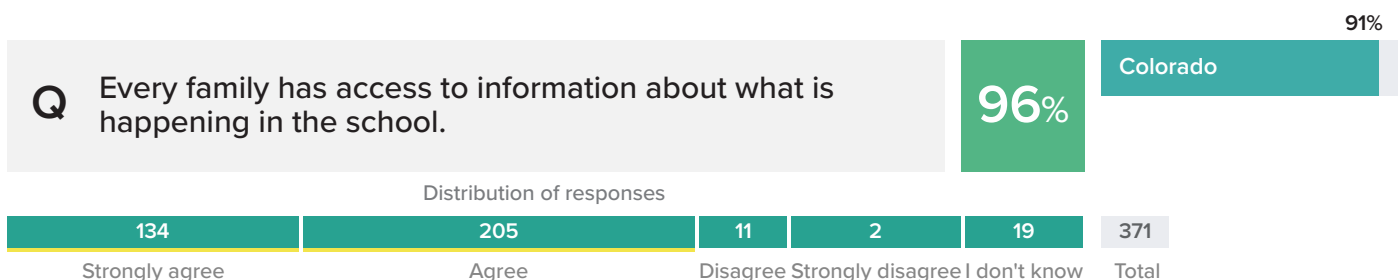 91%
Q
Every family has access to information about what is
happening in the school.
96%
Colorado
Distribution of responses
134 205 11 2 19 371
Strongly agree Agree Disagree Strongly disagree I don't know Total